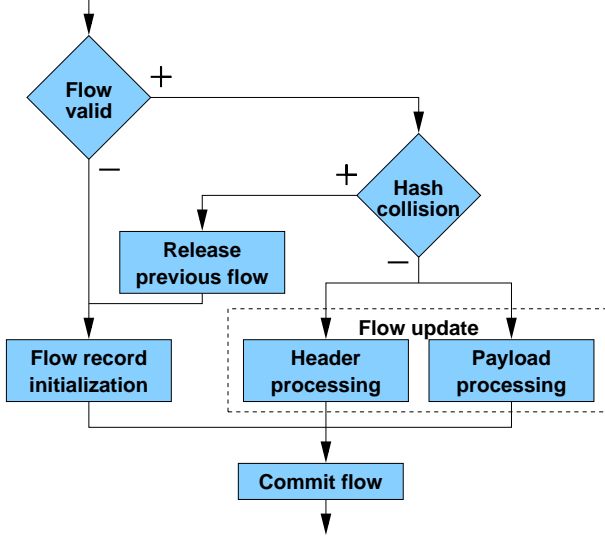 Flow
valid
+
−
Hash
collision
+
−
Release
previous flow
Flow update
Flow record
initialization
Header
processing
Payload
processing
Commit flow